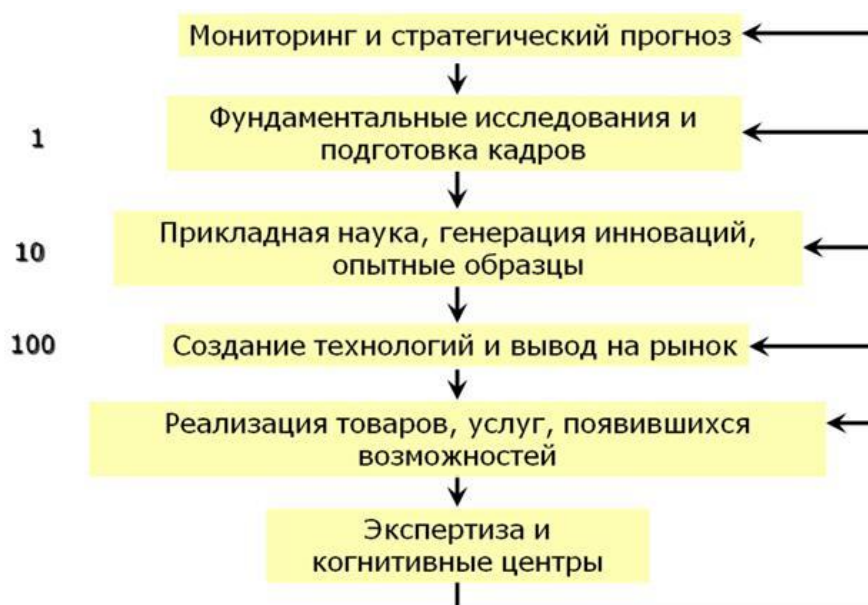 Мониторинг и стратегический прогноз
1
Фундаментальные исследования и
подготовка кадров
10
Прикладная наука, генерация инноваций,
опытные образцы
100
Создание технологий и вывод на рынок
Реализация товаров, услуг, появившихся
возможностей
Экспертиза и
когнитивные центры